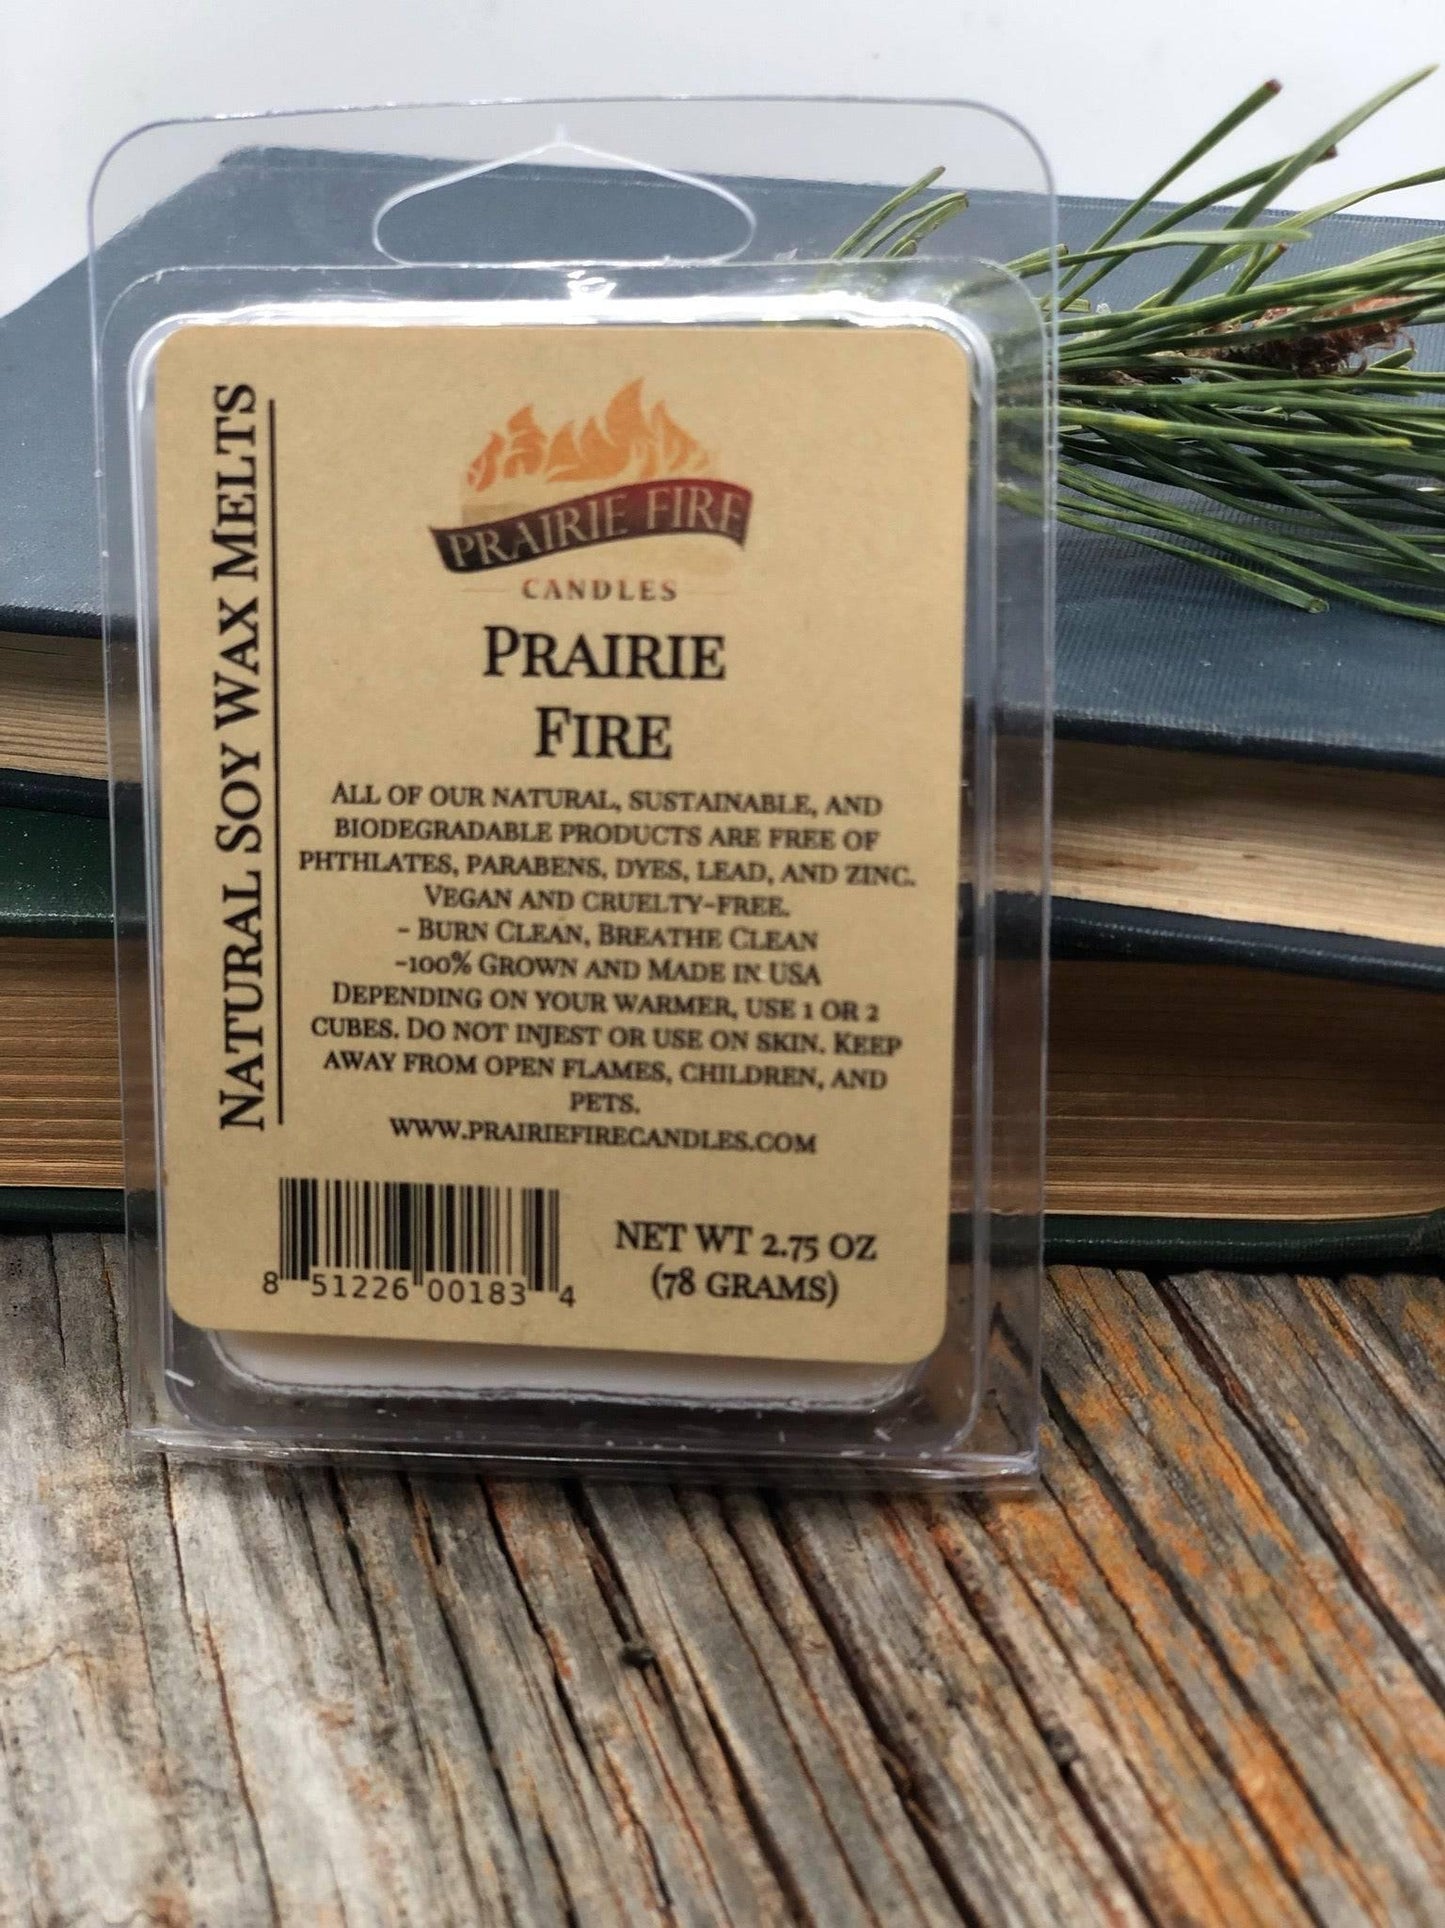 NATURAL SOY WAX MELTS
PRAIRIE FIRE
CANDLES
PRAIRIE
FIRE
ALL OF OUR NATURAL, SUSTAINABLE, AND
BIODEGRADABLE PRODUCTS ARE FREE OF
PHTHLATES, PARABENS, DYES, LEAD, AND ZINC.
VEGAN AND CRUELTY-FREE.
- BURN CLEAN, BREATHE CLEAN
-100% GROWN AND MADE IN USA
DEPENDING ON YOUR WARMER, USE 1 OR 2
CUBES. DO NOT INJEST OR USE ON SKIN. KEEP
AWAY FROM OPEN FLAMES, CHILDREN, AND
PETS.
WWW.PRAIRIEFIRECANDLES.COM
8 51226 00183 4
NET WT 2.75 OZ
(78 GRAMS)